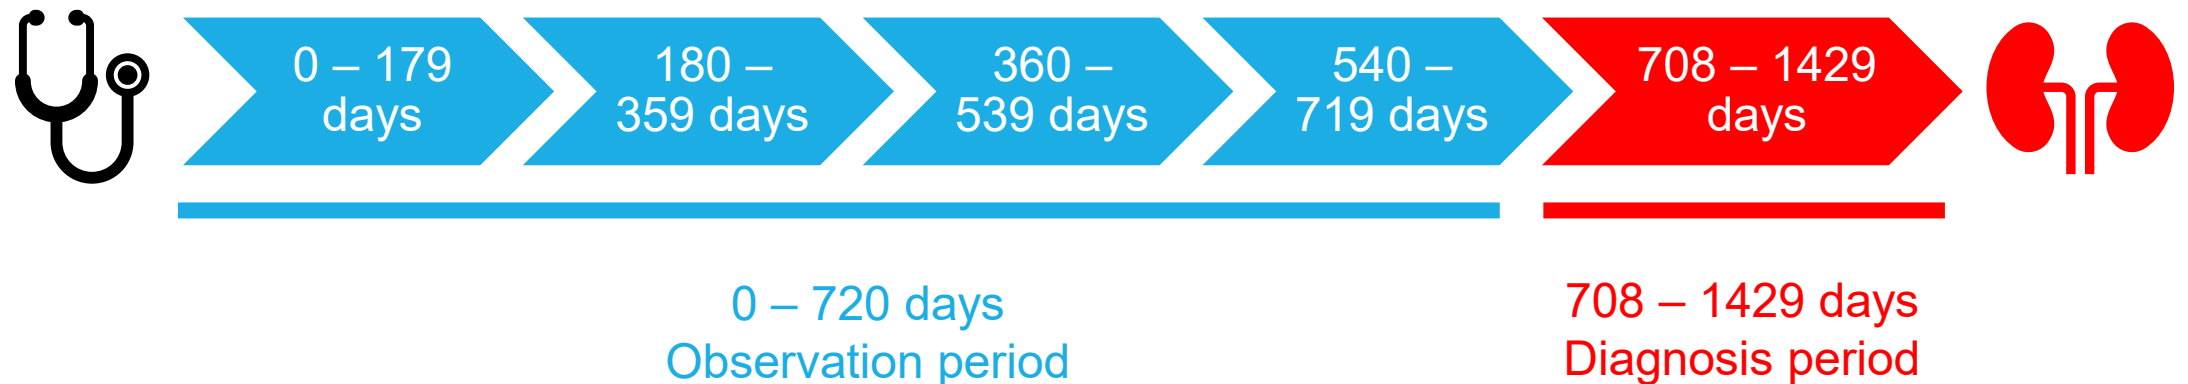 0 – 179
days
180 –
359 days
360 –
539 days
540 –
719 days
708 – 1429
days
0 – 720 days
Observation period
708 – 1429 days
Diagnosis period